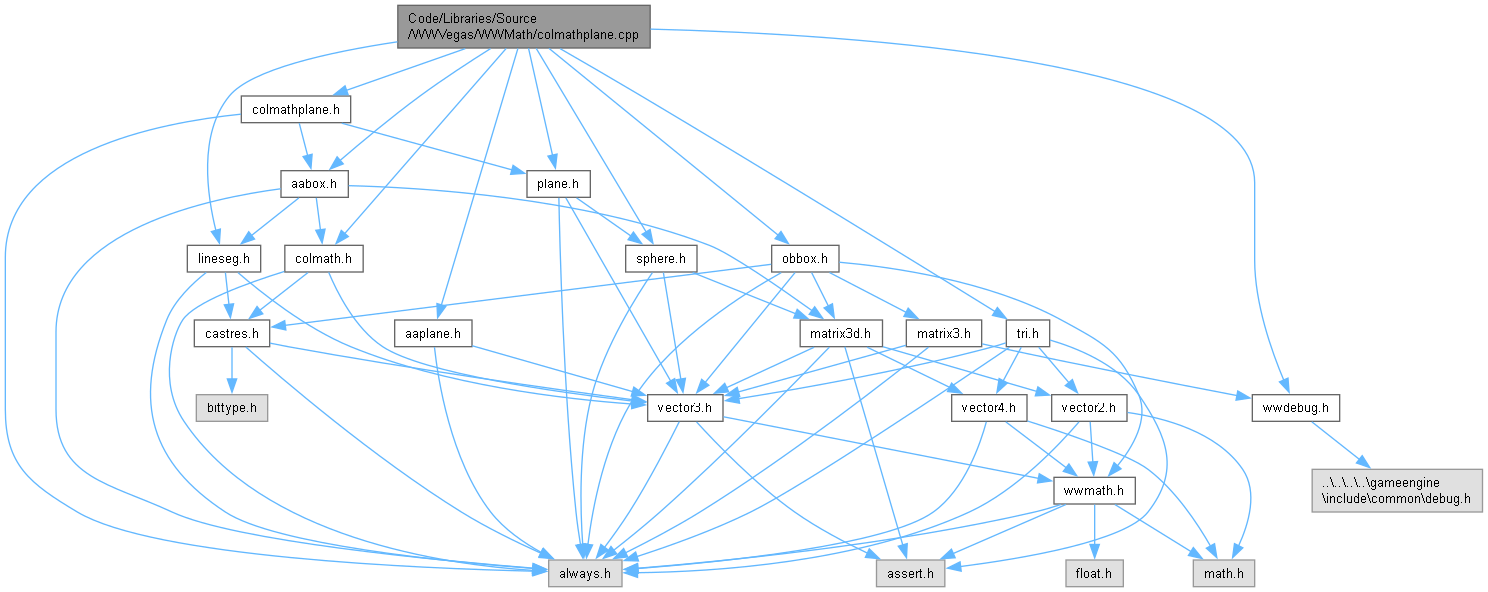 Code/Libraries/Source
/WWVegas/WWMath/colmathplane.cpp
colmathplane.h
aabox.h
plane.h
lineseg.h
colmath.h
sphere.h
obbox.h
castres.h
aaplane.h
matrix3d.h
matrix3.h
tri.h
bittype.h
vector3.h
vector4.h
vector2.h
wwdebug.h
wwmath.h
..\..\..\..\gameengine
\include\common\debug.h
always.h
assert.h
float.h
math.h